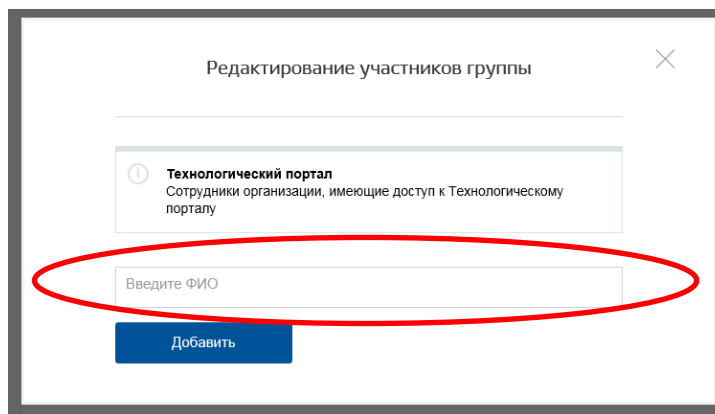 Редактирование участников группы
Технологический портал
Сотрудники организации, имеющие доступ к Технологическому
порталу
Введите ФИО
Добавить